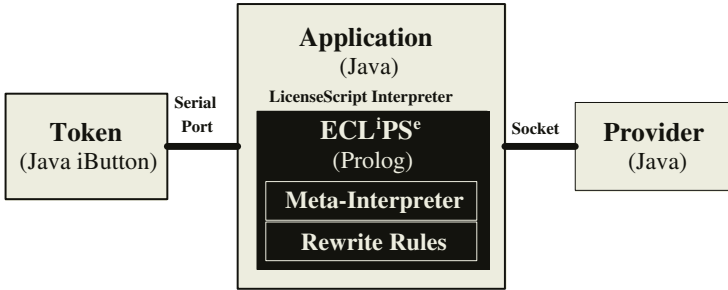 Application
(Java)
LicenseScript Interpreter
Token
(Java iButton)
Serial
Port
ECLⁱPSᵉ
(Prolog)
Meta-Interpreter
Rewrite Rules
Socket
Provider
(Java)